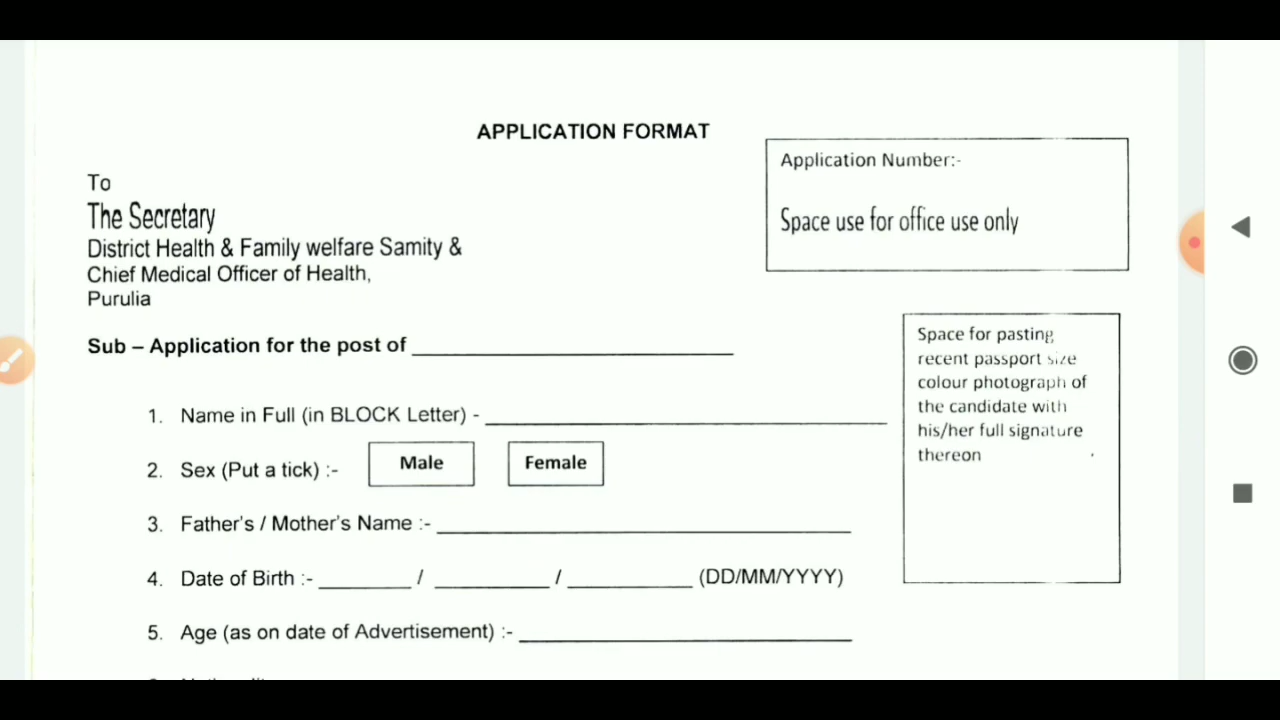 APPLICATION FORMAT
Application Number:-
Space use for office use only
To
The Secretary
District Health & Family welfare Samity &
Chief Medical Officer of Health,
Purulia
Sub – Application for the post of
Space for pasting
recent passport size
colour photograph of
the candidate with
his/her full signature
thereon
1. Name in Full (in BLOCK Letter) -
2. Sex (Put a tick) :- Male Female
3. Father's / Mother's Name :-
4. Date of Birth :- / / (DD/MM/YYYY)
5. Age (as on date of Advertisement) :-